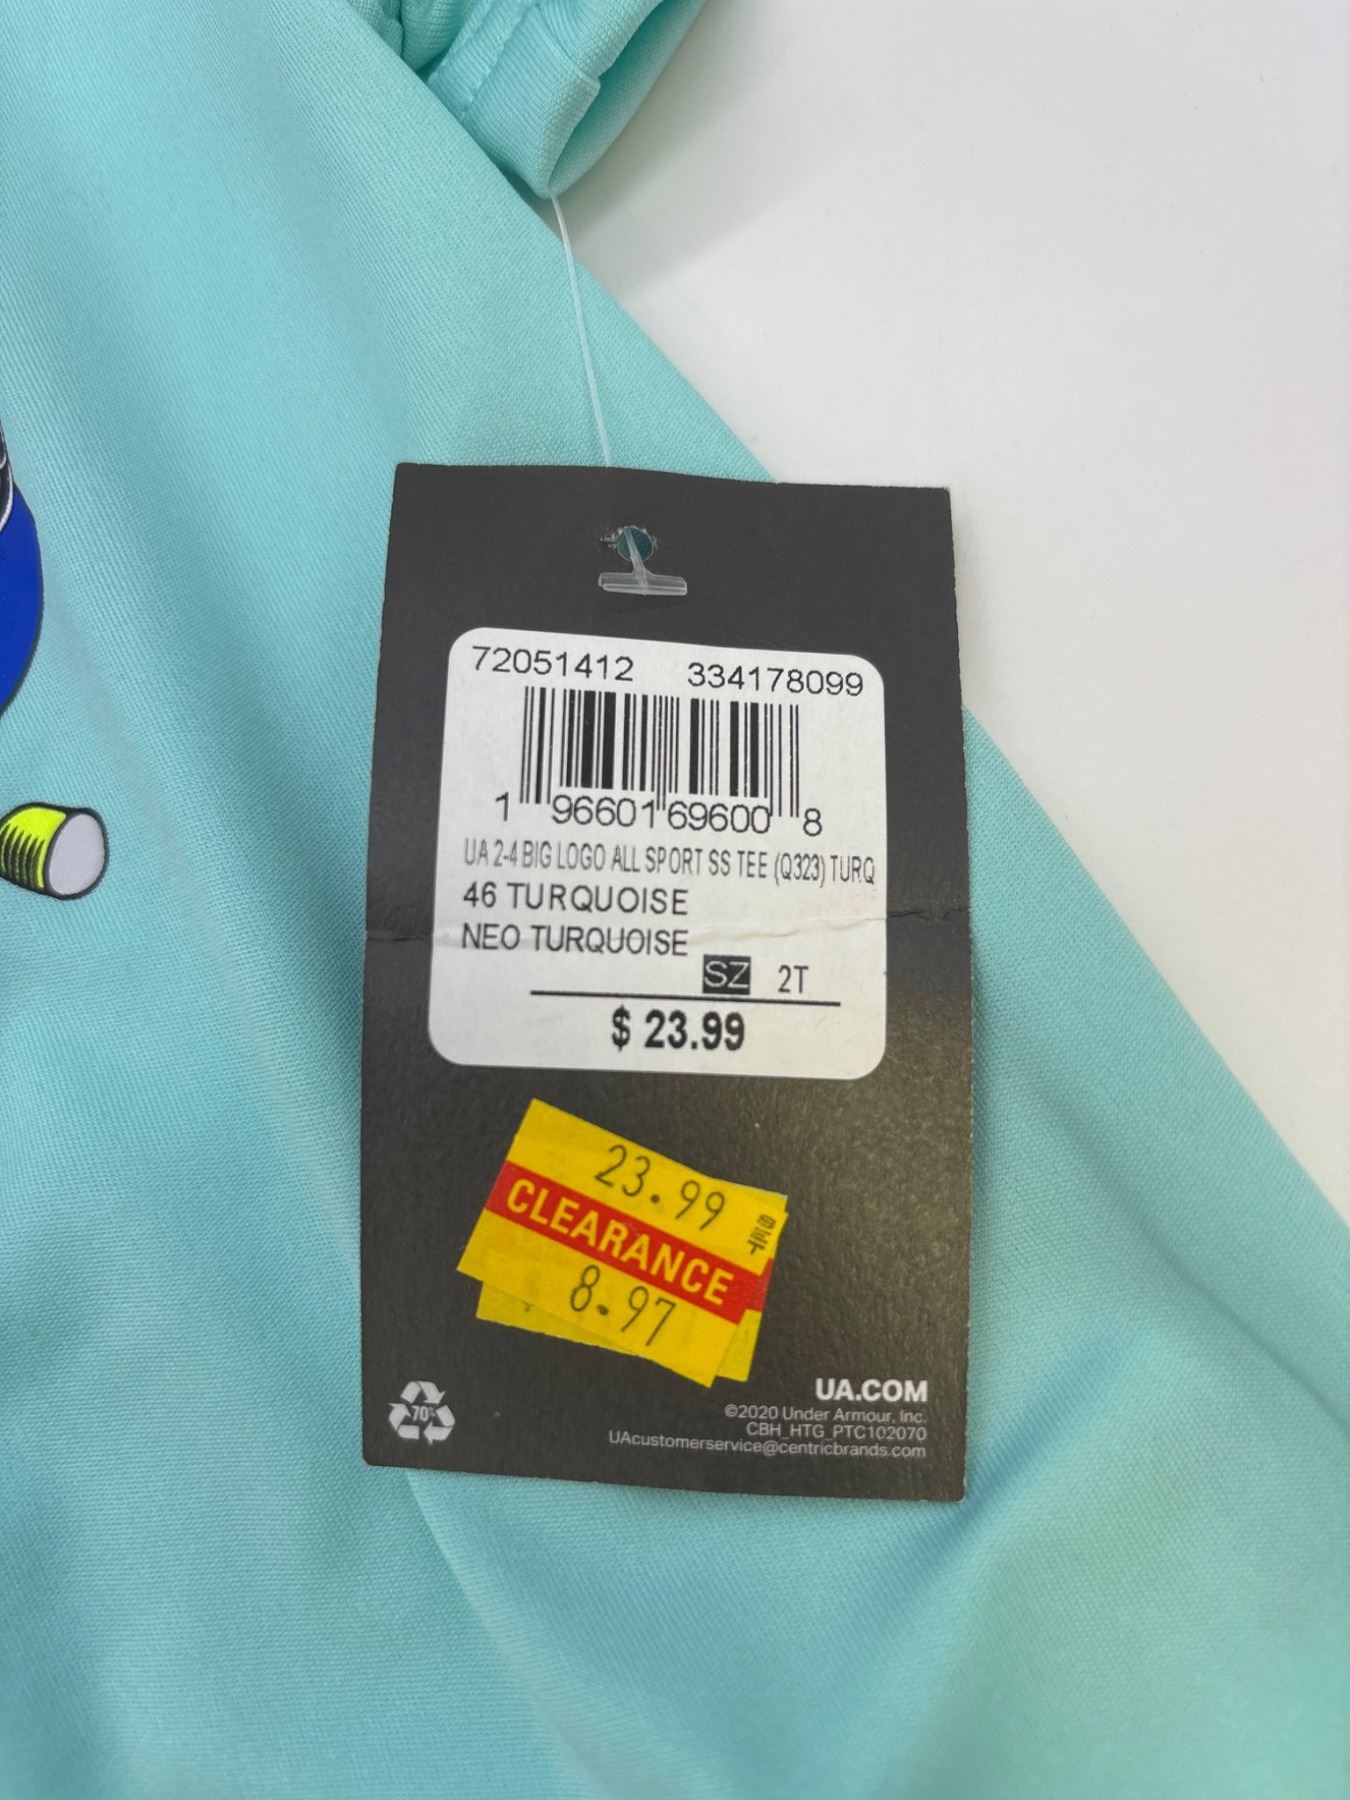 72051412 334178099
1 96601 69600 8
UA 2-4 BIG LOGO ALL SPORT SS TEE (Q323) TURQ
46 TURQUOISE
NEO TURQUOISE
SZ 2T
$ 23.99
23.99
CLEARANCE
8.97
70%
UA.COM
©2020 Under Armour, Inc.
CBH_HTG_PTC102070
UAcustomerservice@centricbrands.com